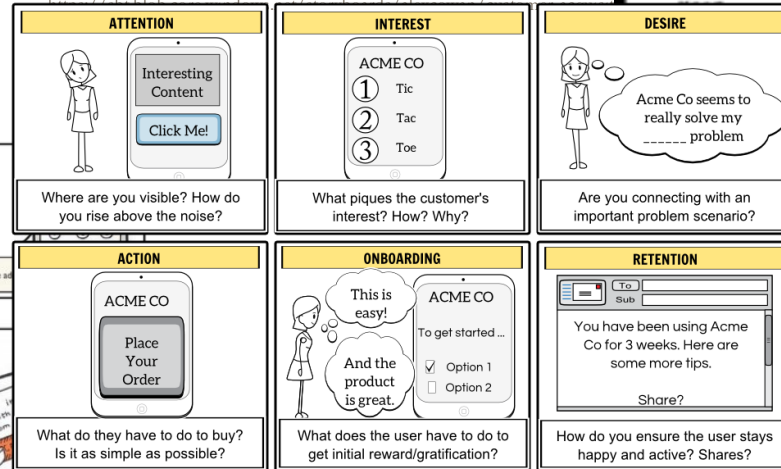 ATTENTION
Interesting
Content
Click Me!
Where are you visible? How do
you rise above the noise?
INTEREST
ACME CO
1 Tic
2 Tac
3 Toe
What piques the customer's
interest? How? Why?
DESIRE
Acme Co seems to
really solve my
______ problem
Are you connecting with an
important problem scenario?
ACTION
ACME CO
Place
Your
Order
What do they have to do to buy?
Is it as simple as possible?
ONBOARDING
This is
easy!
And the
product
is great.
ACME CO
To get started ...
Option 1
Option 2
What does the user have to do to
get initial reward/gratification?
RETENTION
To
Sub
You have been using Acme
Co for 3 weeks. Here are
some more tips.
Share?
How do you ensure the user stays
happy and active? Shares?